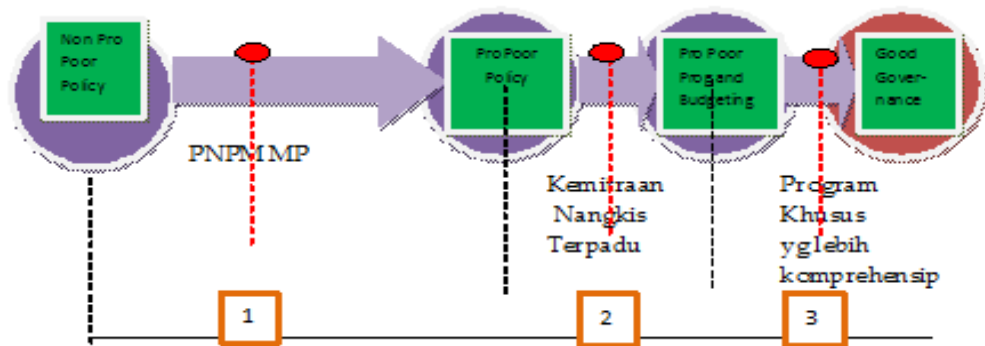 Non Pro
Poor
Policy
Pro Poor
Policy
Pro Poor
Prog and
Budgeting
Good
Gover-
nance
PNPM MP
Kemitraan
Nangkis
Terpadu
Program
Khusus
yg lebih
komprehensip
1
2
3